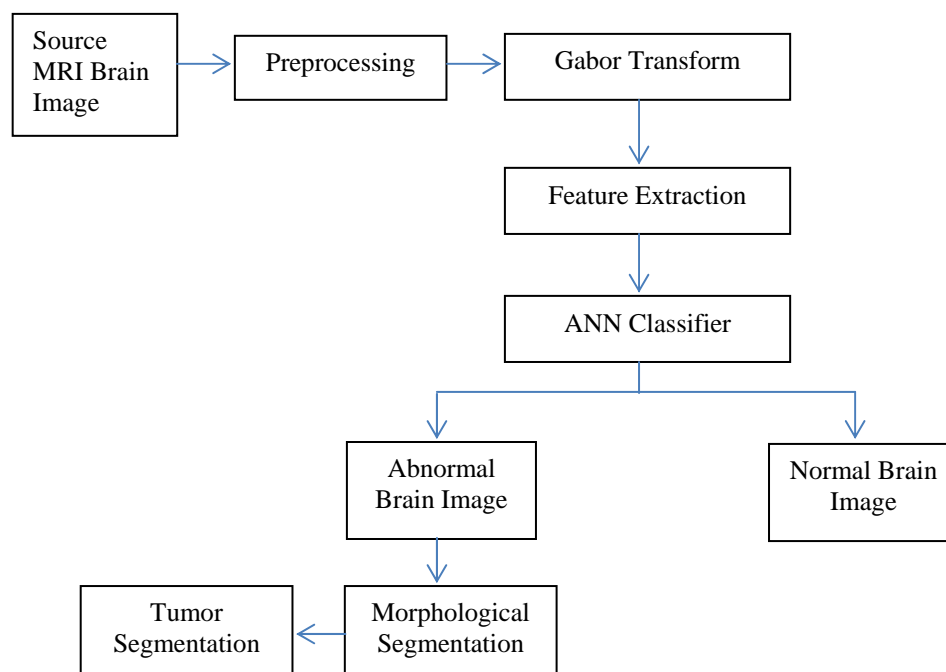 Source
MRI Brain
Image
Preprocessing
Gabor Transform
Feature Extraction
ANN Classifier
Abnormal
Brain Image
Normal Brain
Image
Tumor
Segmentation
Morphological
Segmentation